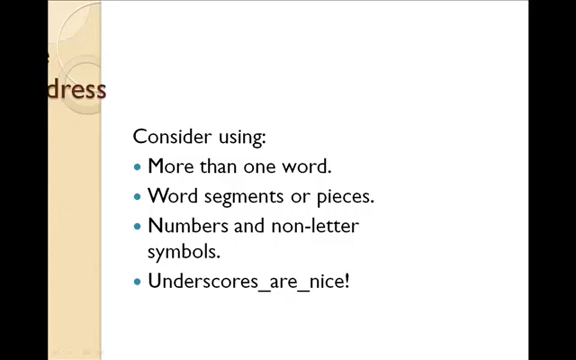 dress
Consider using:
• More than one word.
• Word segments or pieces.
• Numbers and non-letter
symbols.
• Underscores_are_nice!